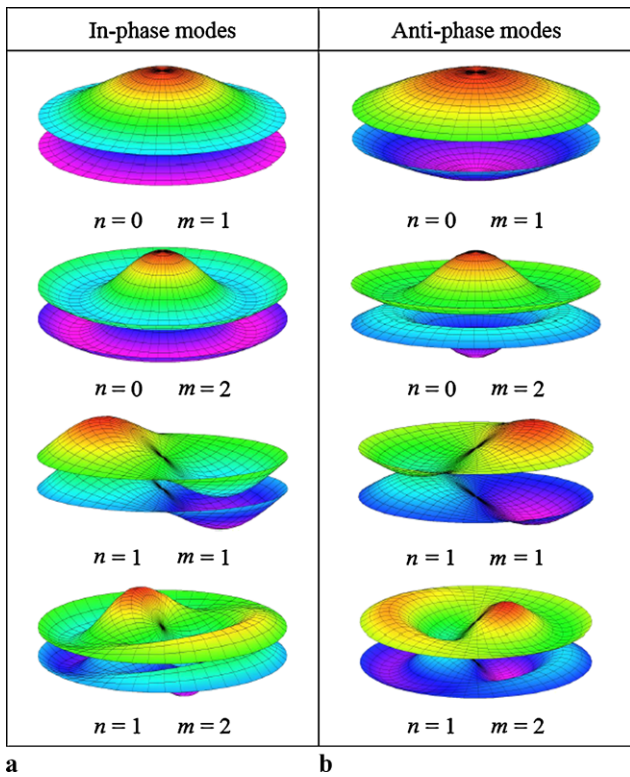 In-phase modes
Anti-phase modes
n = 0 m = 1
n = 0 m = 1
n = 0 m = 2
n = 0 m = 2
n = 1 m = 1
n = 1 m = 1
n = 1 m = 2
n = 1 m = 2
a
b